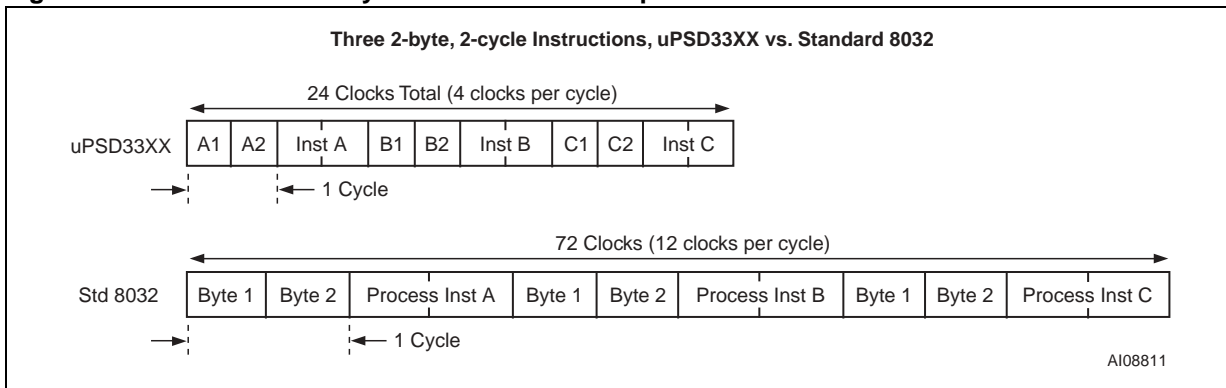 Three 2-byte, 2-cycle Instructions, uPSD33XX vs. Standard 8032
24 Clocks Total (4 clocks per cycle)
uPSD33XX A1 A2 Inst A B1 B2 Inst B C1 C2 Inst C
1 Cycle
72 Clocks (12 clocks per cycle)
Std 8032 Byte 1 Byte 2 Process Inst A Byte 1 Byte 2 Process Inst B Byte 1 Byte 2 Process Inst C
1 Cycle
AI08811